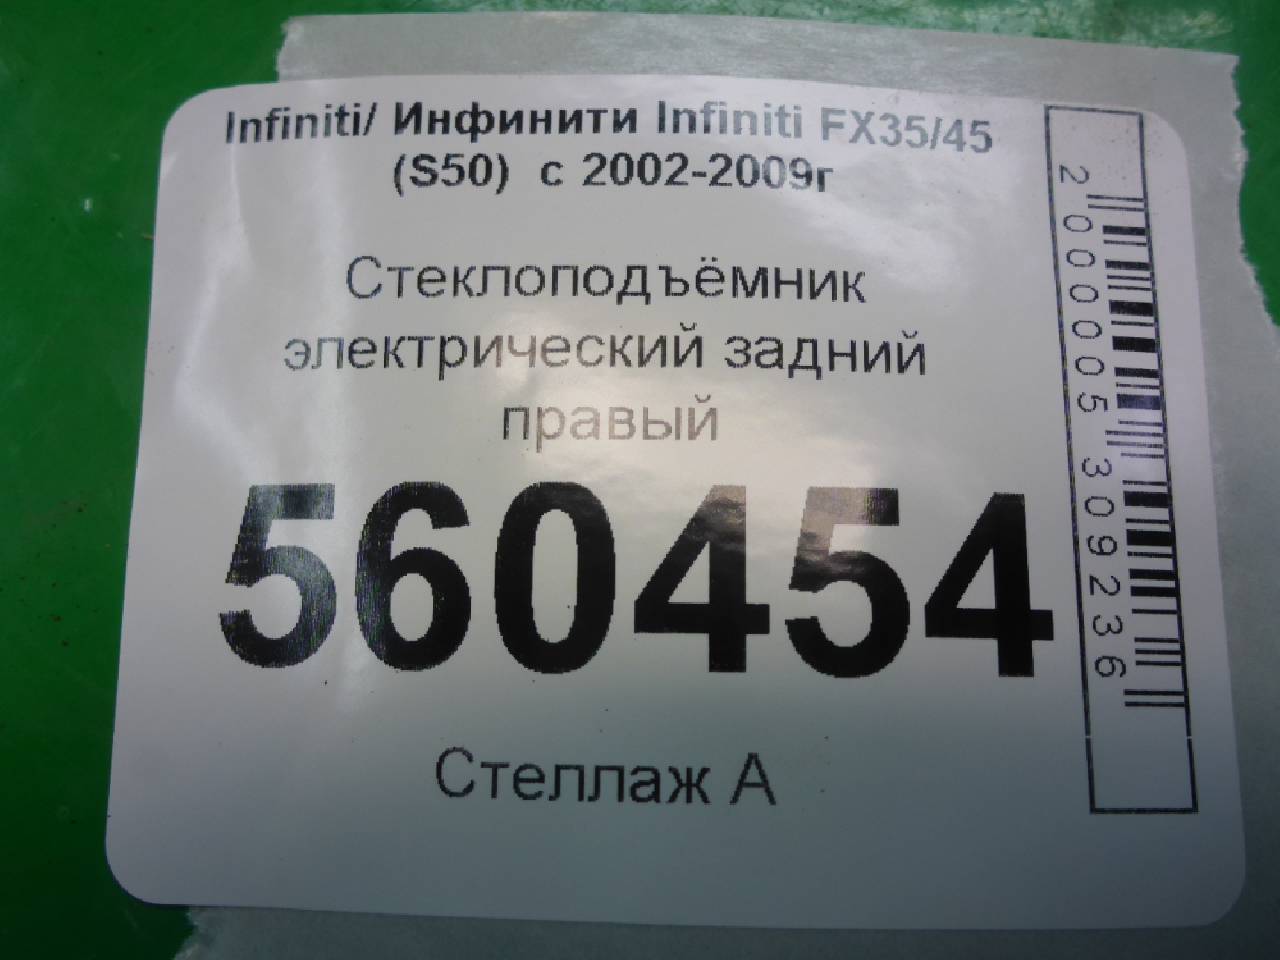 Infiniti/ Инфинити Infiniti FX35/45
(S50) с 2002-2009г
Стеклоподъёмник
электрический задний
правый
560454
Стеллаж А
2000005309236